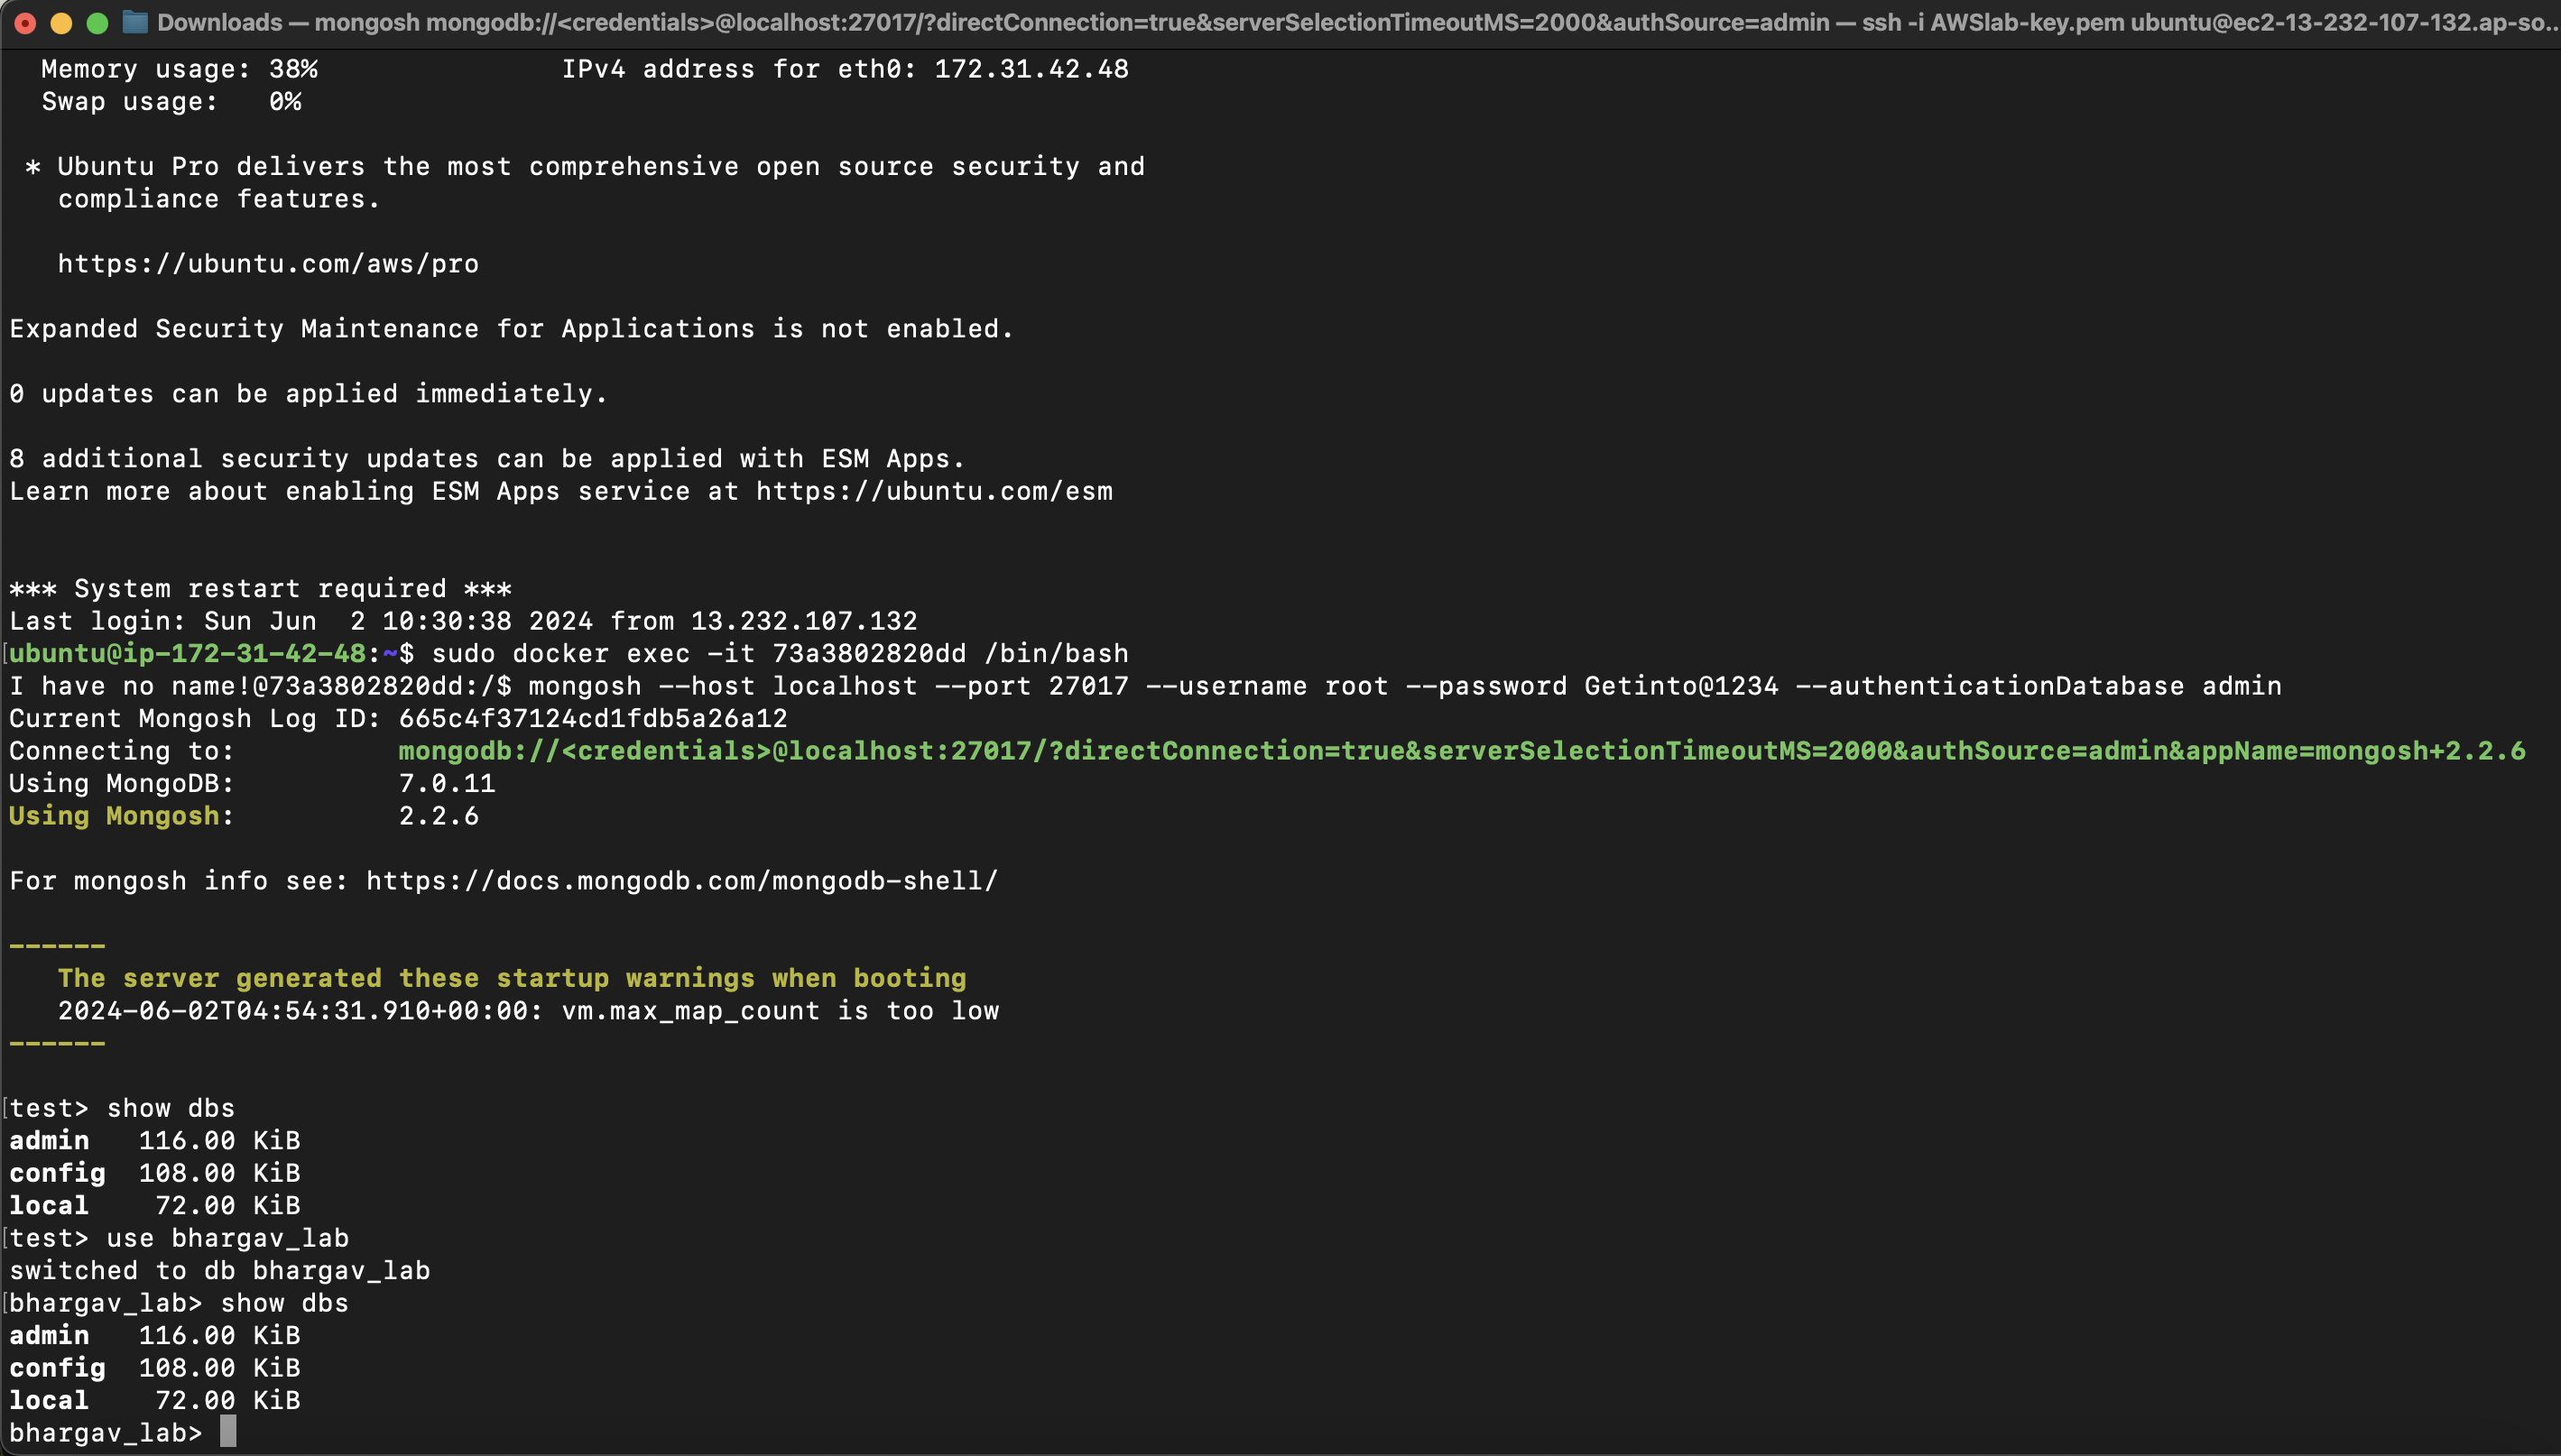 Downloads — mongosh mongodb://<credentials>@localhost:27017/?directConnection=true&serverSelectionTimeoutMS=2000&authSource=admin — ssh -i AWSlab-key.pem ubuntu@ec2-13-232-107-132.ap-so...
Memory usage: 38% IPv4 address for eth0: 172.31.42.48
Swap usage: 0%
* Ubuntu Pro delivers the most comprehensive open source security and
compliance features.
https://ubuntu.com/aws/pro
Expanded Security Maintenance for Applications is not enabled.
0 updates can be applied immediately.
8 additional security updates can be applied with ESM Apps.
Learn more about enabling ESM Apps service at https://ubuntu.com/esm
*** System restart required ***
Last login: Sun Jun  2 10:30:38 2024 from 13.232.107.132
[ubuntu@ip-172-31-42-48:~$ sudo docker exec -it 73a3802820dd /bin/bash
I have no name!@73a3802820dd:/$ mongosh --host localhost --port 27017 --username root --password Getinto@1234 --authenticationDatabase admin
Current Mongosh Log ID: 665c4f37124cd1fdb5a26a12
Connecting to: mongodb://<credentials>@localhost:27017/?directConnection=true&serverSelectionTimeoutMS=2000&authSource=admin&appName=mongosh+2.2.6
Using MongoDB: 7.0.11
Using Mongosh: 2.2.6
For mongosh info see: https://docs.mongodb.com/mongodb-shell/
------
The server generated these startup warnings when booting
2024-06-02T04:54:31.910+00:00: vm.max_map_count is too low
------
[test> show dbs
admin 116.00 KiB
config 108.00 KiB
local 72.00 KiB
[test> use bhargav_lab
switched to db bhargav_lab
[bhargav_lab> show dbs
admin 116.00 KiB
config 108.00 KiB
local 72.00 KiB
bhargav_lab>